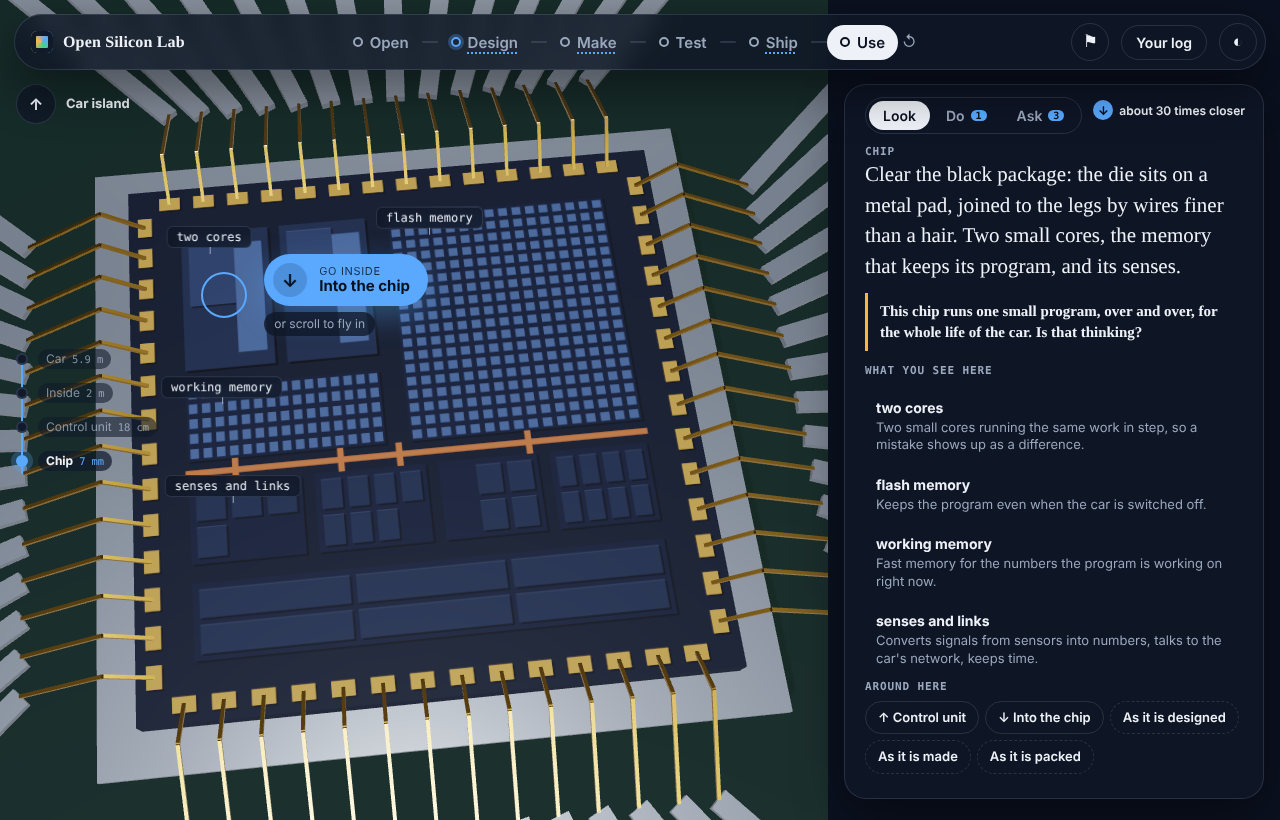 Open Silicon Lab
Open
Design
Make
Test
Ship
Use
Your log
Car island
Look
Do 1
Ask 3
about 30 times closer
CHIP
Clear the black package: the die sits on a
metal pad, joined to the legs by wires finer
than a hair. Two small cores, the memory
that keeps its program, and its senses.
This chip runs one small program, over and over, for
the whole life of the car. Is that thinking?
WHAT YOU SEE HERE
two cores
Two small cores running the same work in step, so a
mistake shows up as a difference.
flash memory
Keeps the program even when the car is switched off.
working memory
Fast memory for the numbers the program is working on
right now.
senses and links
Converts signals from sensors into numbers, talks to the
car's network, keeps time.
AROUND HERE
↑ Control unit
↓ Into the chip
As it is designed
As it is made
As it is packed
flash memory
two cores
GO INSIDE
Into the chip
or scroll to fly in
working memory
senses and links
Car 5.9 m
Inside 2 m
Control unit 18 cm
Chip 7 mm